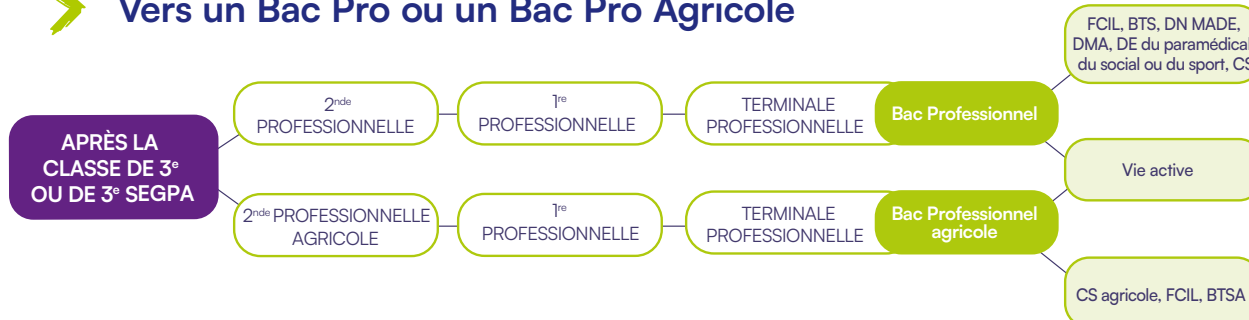 Vers un Bac Pro ou un Bac Pro Agricole
FCIL, BTS, DN MADE,
DMA, DE du paramédical
du social ou du sport, CS
2nde
PROFESSIONNELLE
1re
PROFESSIONNELLE
TERMINALE
PROFESSIONNELLE
Bac Professionnel
APRÈS LA
CLASSE DE 3e
OU DE 3e SEGPA
Vie active
2nde PROFESSIONNELLE
AGRICOLE
1re
PROFESSIONNELLE
TERMINALE
PROFESSIONNELLE
Bac Professionnel
agricole
CS agricole, FCIL, BTSA